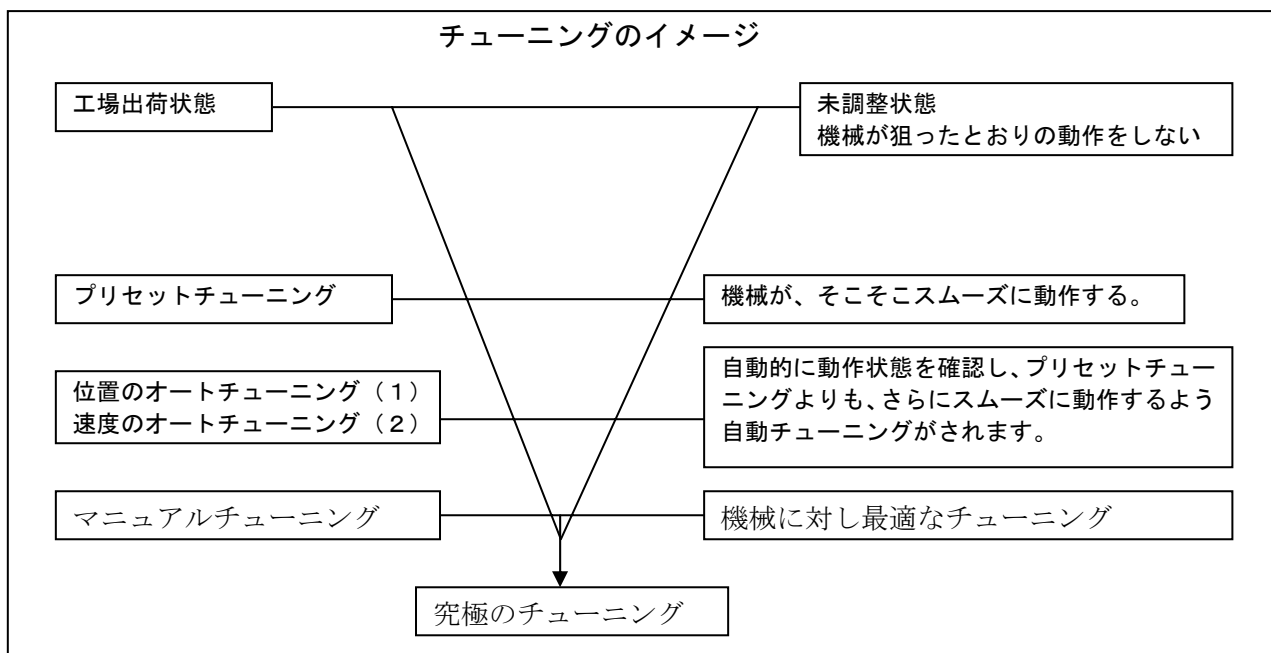 チューニングのイメージ
工場出荷状態
未調整状態
機械が狙ったとおりの動作をしない
プリセットチューニング
機械が、そこそこスムーズに動作する。
位置のオートチューニング(1)
速度のオートチューニング(2)
自動的に動作状態を確認し、プリセットチュー
ニングよりも、さらにスムーズに動作するよう
自動チューニングがされます。
マニュアルチューニング
機械に対し最適なチューニング
究極のチューニング